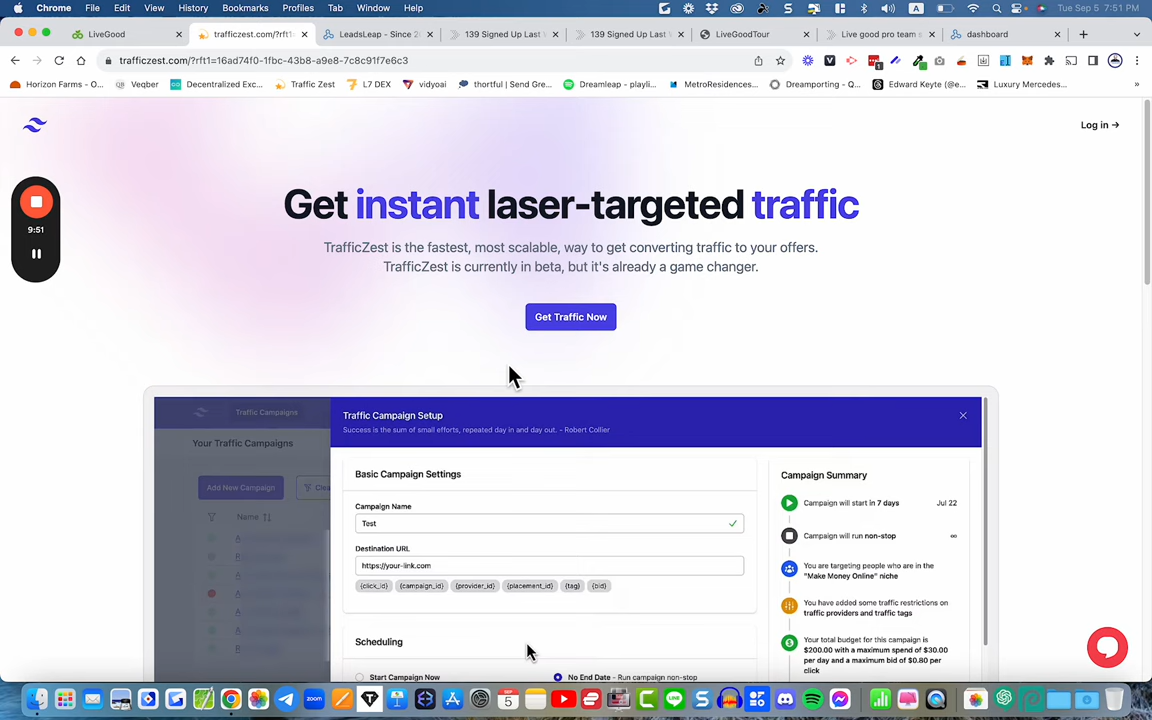 Chrome File Edit View History Bookmarks Profiles Tab Window Help
Tue Sep 5 7:51 PM
LiveGood
trafficzest.com/?rft1=
LeadsLeap - Since 20
139 Signed Up Last
139 Signed Up Last
LiveGoodTour
Live good pro team s
dashboard
trafficzest.com/?rft1=16ad74f0-1fbc-43b8-a9e8-7c8c91f7e6c3
Horizon Farms - O...
Veqber
Decentralized Exc...
Traffic Zest
L7 DEX
vidyoai
thortful | Send Gre...
Dreamleap - playli...
MetroResidences...
Dreamporting - Q...
Edward Keyte (@e...
Luxury Mercedes...
»
Log in →
9:51
Get instant laser-targeted traffic
TrafficZest is the fastest, most scalable, way to get converting traffic to your offers.
TrafficZest is currently in beta, but it's already a game changer.
Get Traffic Now
Traffic Campaigns
Your Traffic Campaigns
Add New Campaign
Clea
Name
Traffic Campaign Setup
Success is the sum of small efforts, repeated day in and day out. - Robert Collier
Basic Campaign Settings
Campaign Name
Test
Destination URL
https://your-link.com
{click_id} {campaign_id} {provider_id} {placement_id} {tag} {bid}
Scheduling
Start Campaign Now
No End Date - Run campaign non-stop
Campaign Summary
Campaign will start in 7 days Jul 22
Campaign will run non-stop ∞
You are targeting people who are in the
"Make Money Online" niche
You have added some traffic restrictions on
traffic providers and traffic tags
Your total budget for this campaign is
$200.00 with a maximum spend of $30.00
per day and a maximum bid of $0.80 per
click
zoom